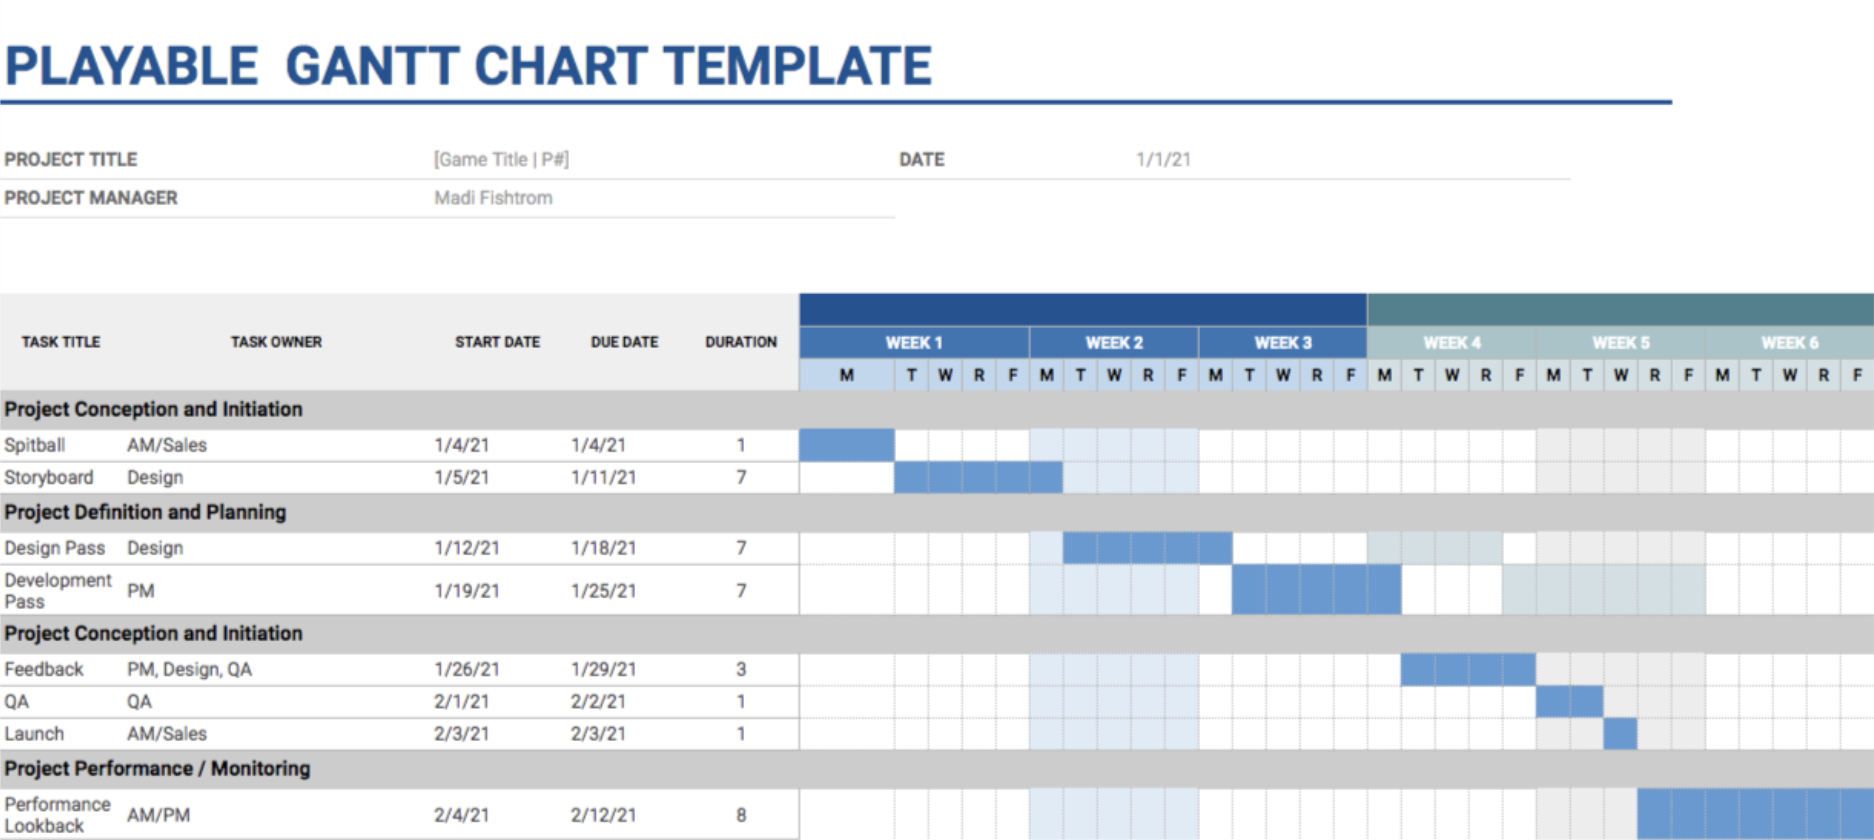 PLAYABLE  GANTT CHART TEMPLATE
PROJECT TITLE [Game Title | P#] DATE 1/1/21
PROJECT MANAGER Madi Fishtrom
TASK TITLE TASK OWNER START DATE DUE DATE DURATION WEEK 1 WEEK 2 WEEK 3 WEEK 4 WEEK 5 WEEK 6
M T W R F M T W R F M T W R F M T W R F M T W R F M T W R F
Project Conception and Initiation
Spitball AM/Sales 1/4/21 1/4/21 1
Storyboard Design 1/5/21 1/11/21 7
Project Definition and Planning
Design Pass Design 1/12/21 1/18/21 7
Development
Pass PM 1/19/21 1/25/21 7
Project Conception and Initiation
Feedback PM, Design, QA 1/26/21 1/29/21 3
QA QA 2/1/21 2/2/21 1
Launch AM/Sales 2/3/21 2/3/21 1
Project Performance / Monitoring
Performance
Lookback AM/PM 2/4/21 2/12/21 8